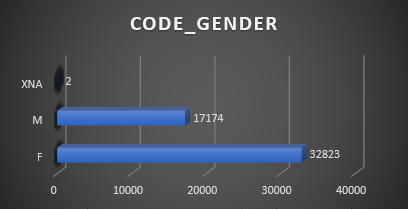 CODE_GENDER
XNA 2
M 17174
F 32823
0 10000 20000 30000 40000